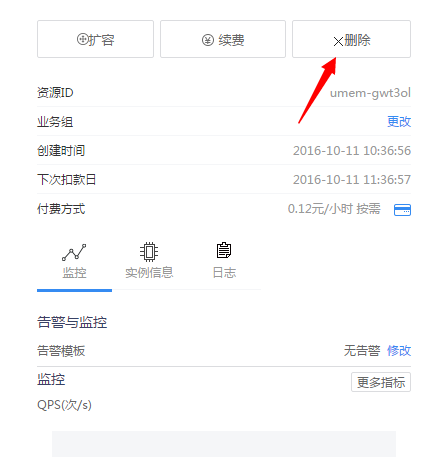 扩容 续费 删除
资源ID umem-gwt3ol
业务组 更改
创建时间 2016-10-11 10:36:56
下次扣款日 2016-10-11 11:36:57
付费方式 0.12元/小时 按需
监控 实例信息 日志
告警与监控
告警模板 无告警 修改
监控 更多指标
QPS(次/s)